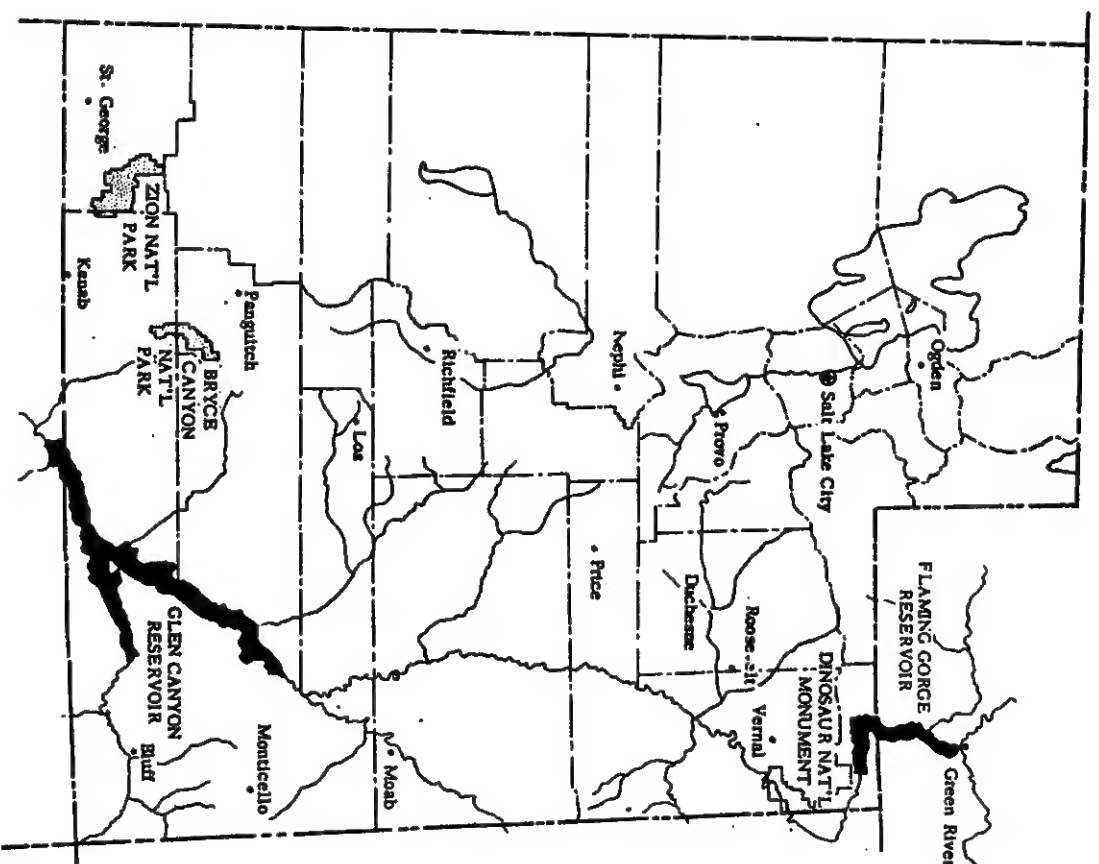 Ogden
Salt Lake City
Provo
Nephi
FLAMING GORGE
RESERVOIR
Green River
DINOSAUR NAT'L
MONUMENT
Vernal
Duchesne
Price
Richfield
Loa
Moab
Panguitch
BRYCE
CANYON
NAT'L
PARK
ZION NAT'L
PARK
St. George
Kanab
GLEN CANYON
RESERVOIR
Monticello
Bluff